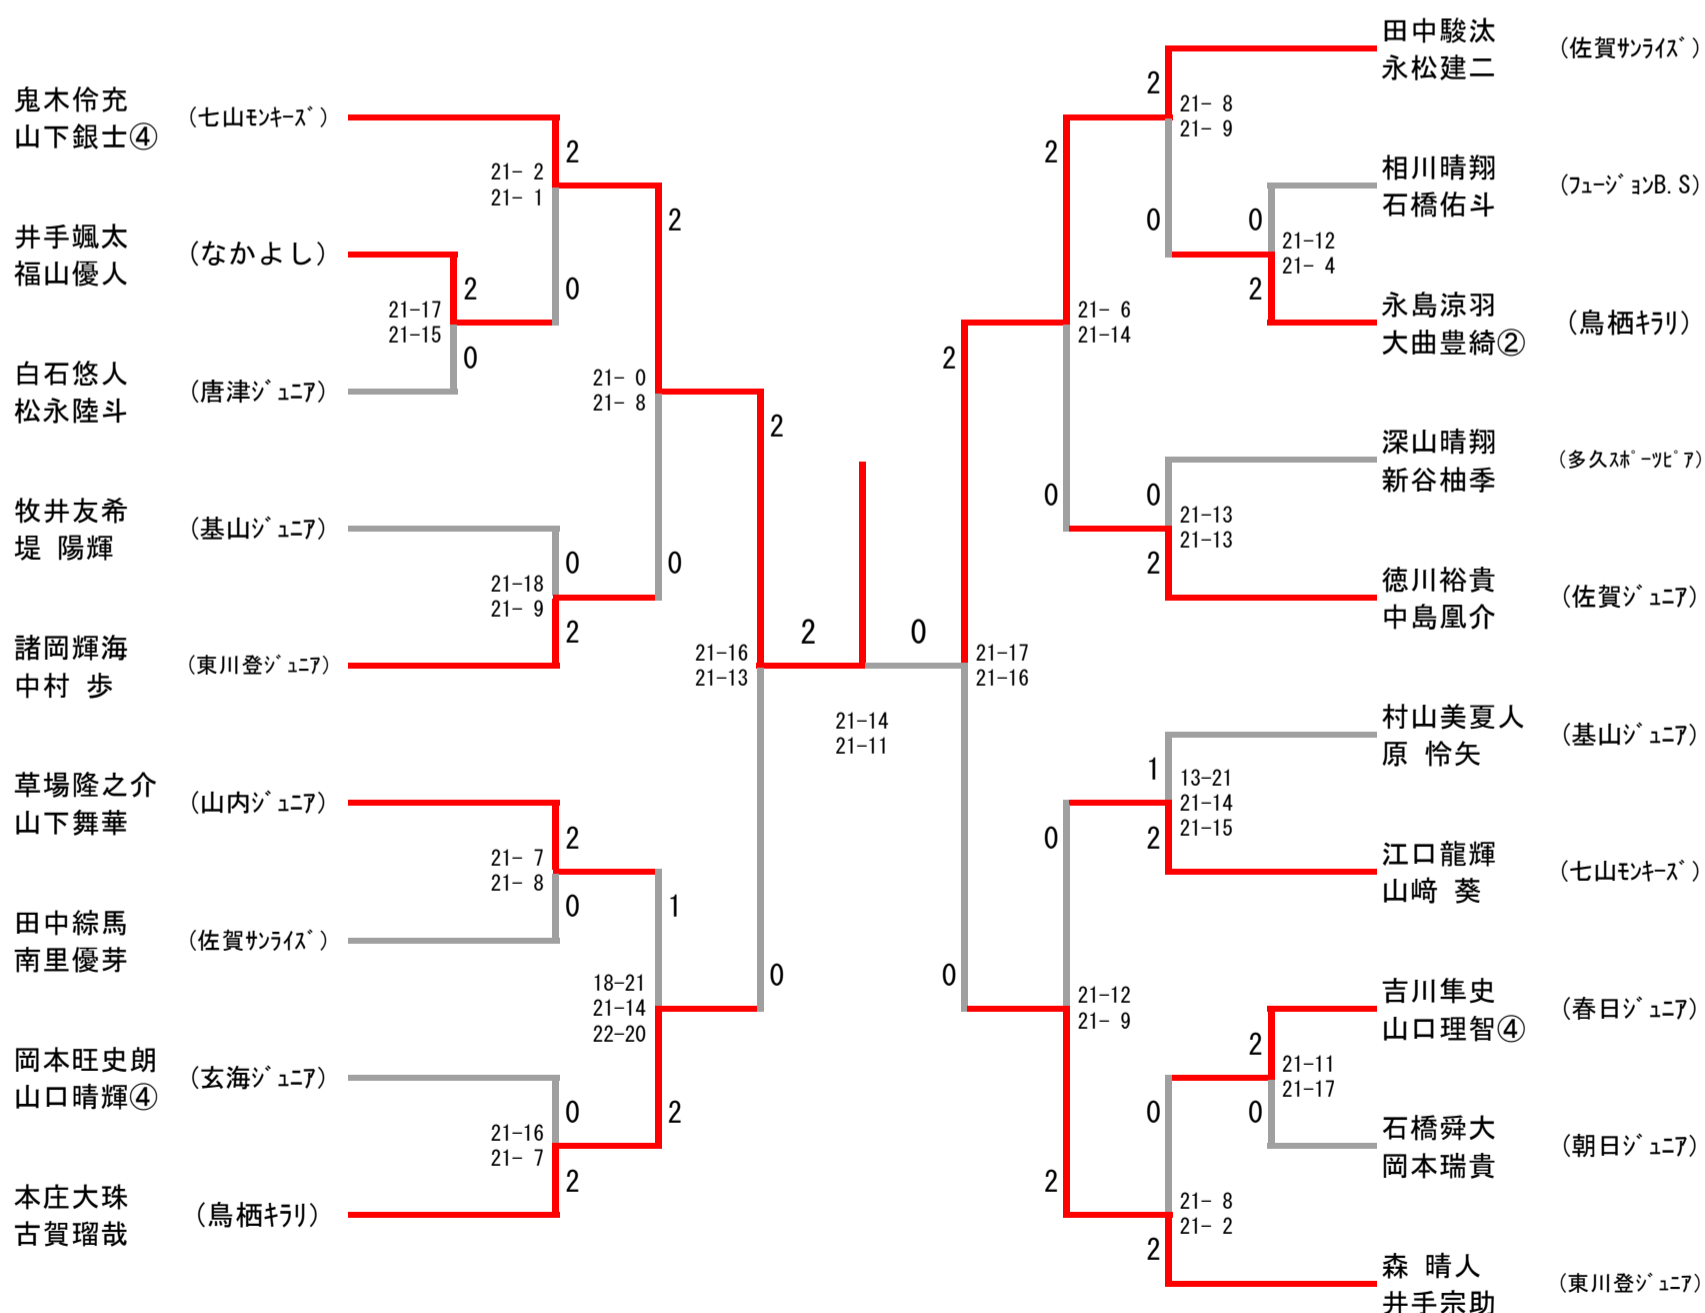 鬼木伶充
山下銀士④
(七山モンキーズ)
2
21- 2
21- 1
井手颯太
福山優人
(なかよし)
2
0
21-17
21-15
0
白石悠人
松永陸斗
(唐津ジュニア)
2
21- 0
21- 8
牧井友希
堤 陽輝
(基山ジュニア)
0
0
21-18
21- 9
2
諸岡輝海
中村 歩
(東川登ジュニア)
2
21-16
21-13
草場隆之介
山下舞華
(山内ジュニア)
2
21- 7
21- 8
0
1
田中綜馬
南里優芽
(佐賀サンライズ)
0
18-21
21-14
22-20
岡本旺史朗
山口晴輝④
(玄海ジュニア)
0
2
21-16
21- 7
2
本庄大珠
古賀瑠哉
(鳥栖キラリ)
2
0
21-14
21-11
田中駿汰
永松建二
(佐賀サンライズ)
2
21- 8
21- 9
2
相川晴翔
石橋佑斗
(フュージョンB.S)
0
0
21-12
21- 4
2
永島涼羽
大曲豊綺②
(鳥栖キラリ)
21- 6
21-14
2
深山晴翔
新谷柚季
(多久スポーツピア)
0
0
21-13
21-13
2
徳川裕貴
中島凰介
(佐賀ジュニア)
21-17
21-16
村山美夏人
原 怜矢
(基山ジュニア)
1
13-21
21-14
21-15
0
2
江口龍輝
山﨑 葵
(七山モンキーズ)
0
21-12
21- 9
吉川隼史
山口理智④
(春日ジュニア)
2
21-11
21-17
0
0
石橋舜大
岡本瑞貴
(朝日ジュニア)
2
21- 8
21- 2
2
森 晴人
井手宗助
(東川登ジュニア)